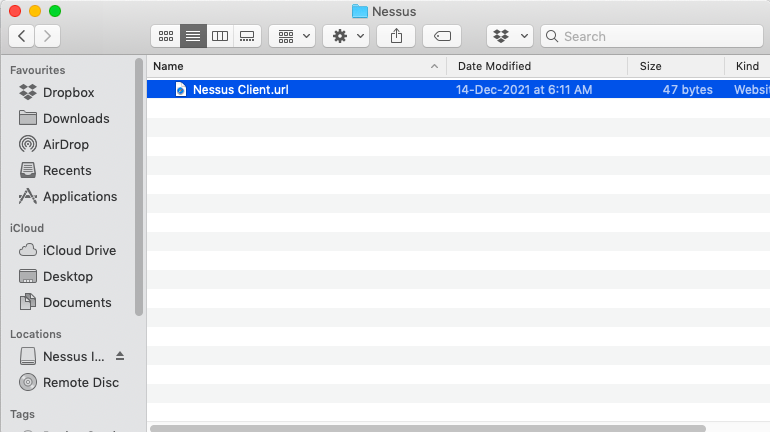 Nessus
Search
Favourites
Dropbox
Downloads
AirDrop
Recents
Applications
iCloud
iCloud Drive
Desktop
Documents
Locations
Nessus I...
Remote Disc
Tags
Name Date Modified Size Kind
Nessus Client.url 14-Dec-2021 at 6:11 AM 47 bytes Websi